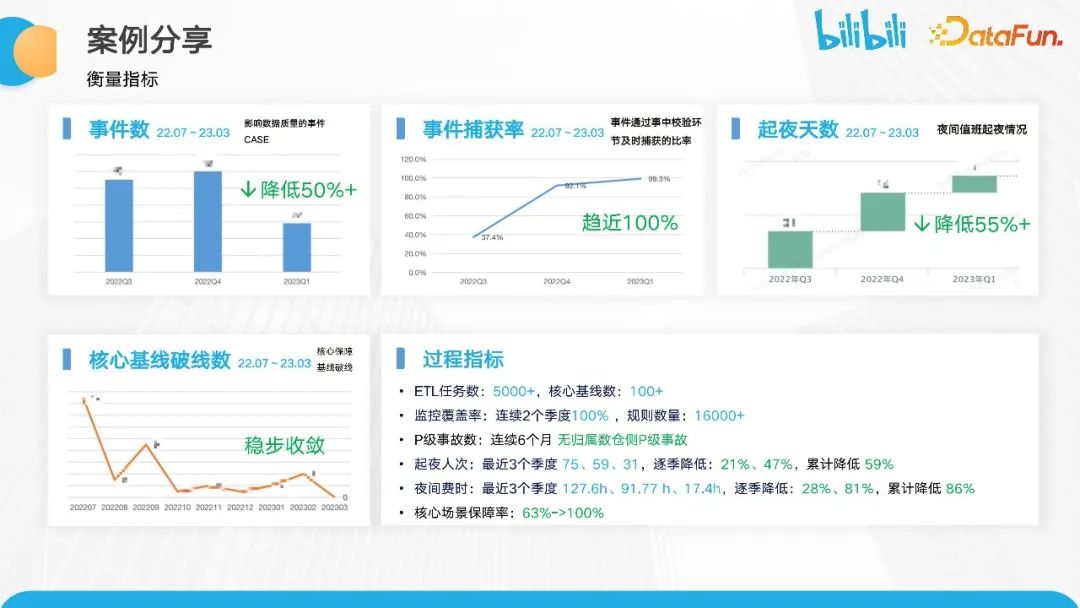 案例分享
衡量指标
bilibili
DataFun.
事件数 22.07 ~ 23.03
影响数据质量的事件
CASE
↓降低50%+
2022Q3 2022Q4 2023Q1
事件捕获率 22.07 ~ 23.03
事件通过事中校验环
节及时捕获的比率
120.0%
100.0%
80.0%
60.0%
40.0%
20.0%
0.0%
37.4%
92.1%
99.3%
趋近100%
2022Q3 2022Q4 2023Q1
起夜天数 22.07 ~ 23.03
夜间值班起夜情况
↓降低55%+
2022年Q3 2022年Q4 2023年Q1
核心基线破线数 22.07 ~ 23.03
核心保障
基线破线
稳步收敛
0
202207 202208 202209 202210 202211 202212 202301 202302 202303
过程指标
• ETL任务数：5000+，核心基线数：100+
• 监控覆盖率：连续2个季度100% ，规则数量：16000+
• P级事故数：连续6个月 无归属数仓侧P级事故
• 起夜人次：最近3个季度 75、59、31，逐季降低：21%、47%，累计降低 59%
• 夜间费时：最近3个季度 127.6h、91.77 h、17.4h，逐季降低：28%、81%，累计降低 86%
• 核心场景保障率：63%->100%